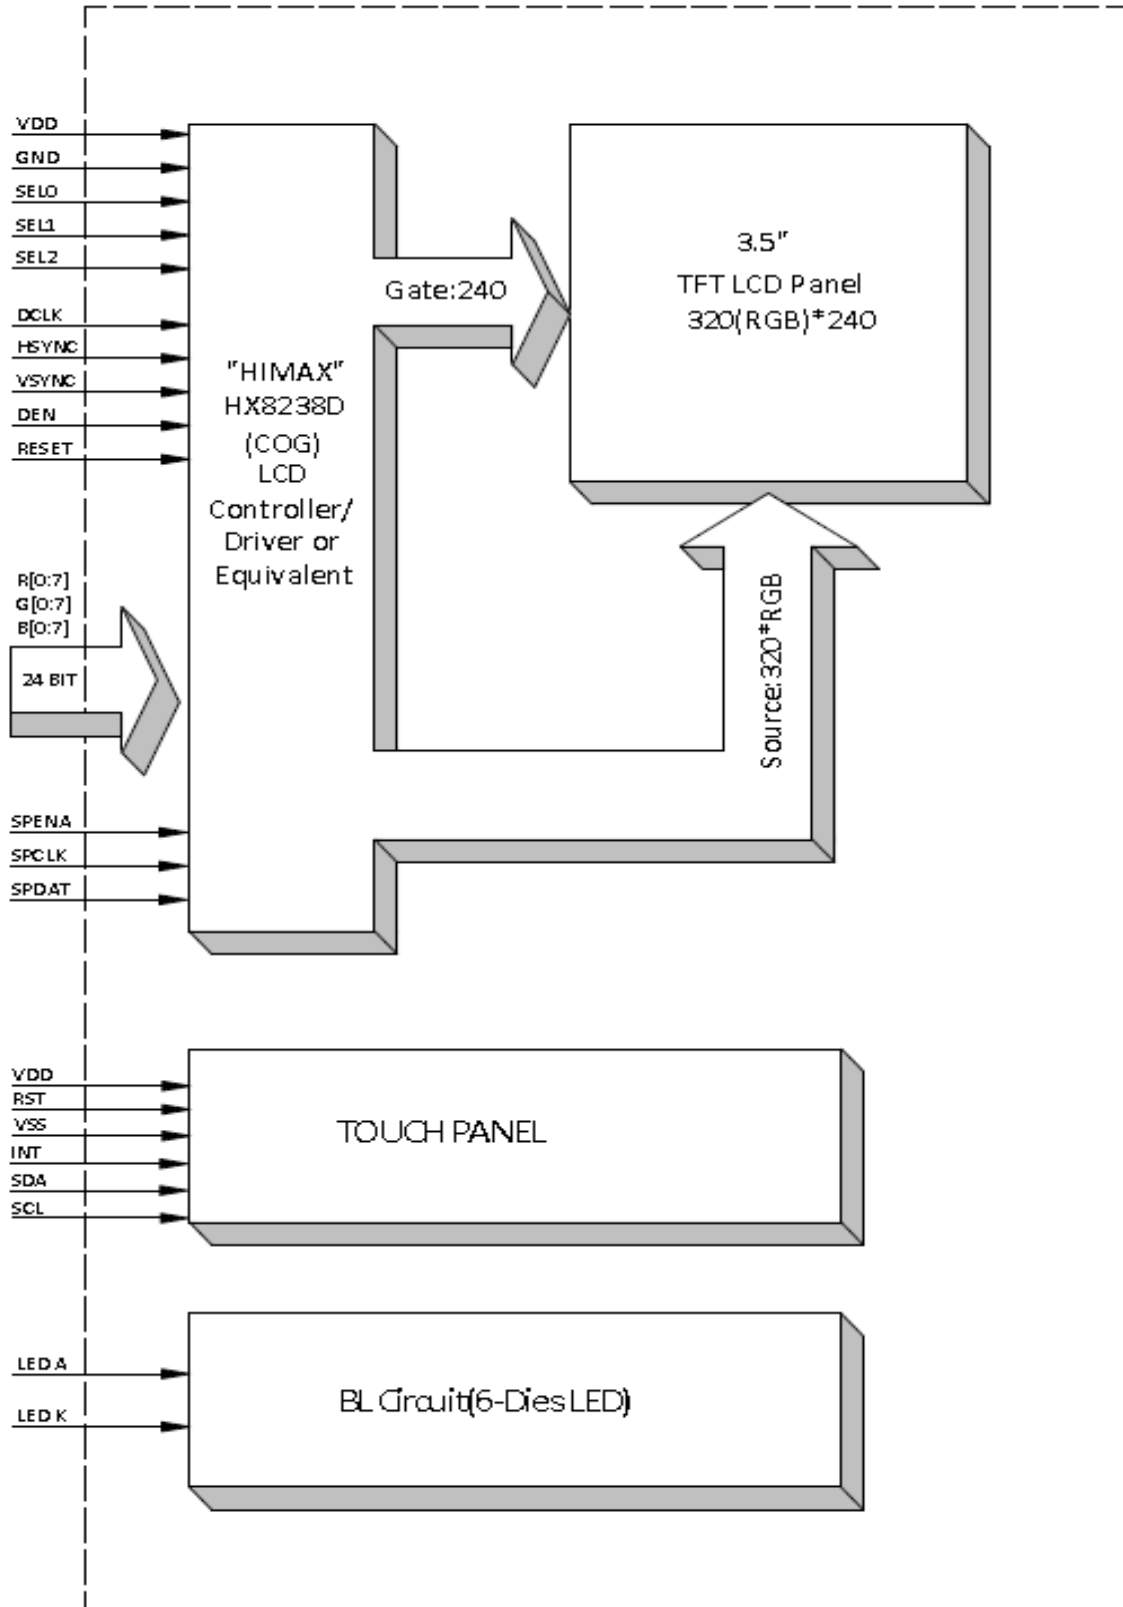 VDD
GND
SEL0
SEL1
SEL2
DCLK
HSYNC
VSYNC
DEN
RESET
R[0:7]
G[0:7]
B[0:7]
24 BIT
SPENA
SPCLK
SPDAT
"HIMAX"
HX8238D
(COG)
LCD
Controller/
Driver or
Equivalent
Gate:240
3.5"
TFT LCD Panel
320(RGB)*240
Source:320*RGB
VDD
RST
VSS
INT
SDA
SCL
TOUCH PANEL
LED A
LED K
BL Circuit(6-Dies LED)